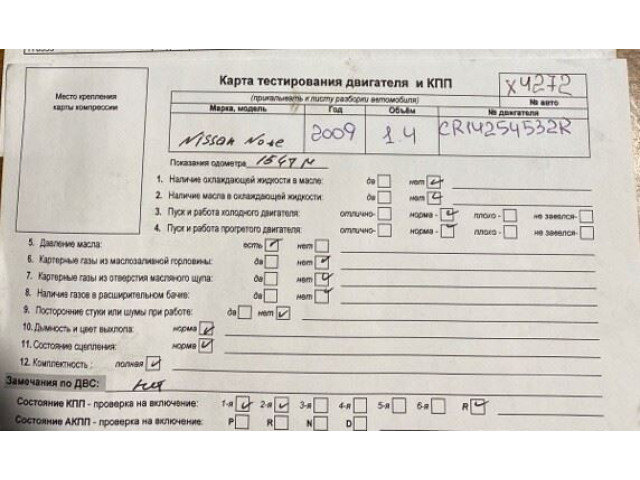 Место крепления
карты компрессии
Карта тестирования двигателя и КПП
Х4272
(прикалывать к листу разборки автомобиля)
№ авто
Марка, модель Год Объём № двигателя
Nissan Note 2009 1.4 CR14254532R
Показания одометра
1. Наличие охлаждающей жидкости в масле: да нет
2. Наличие масла в охлаждающей жидкости: да нет
3. Пуск и работа холодного двигателя: отлично- норма - плохо- не завелся-
4. Пуск и работа прогретого двигателя: отлично- норма - плохо- не завелся-
5. Давление масла: есть нет
6. Картерные газы из маслозаливной горловины: да нет
7. Картерные газы из отверстия масляного щупа: да нет
8. Наличие газов в расширительном бачке: да нет
9. Посторонние стуки или шумы при работе: да нет
10. Дымность и цвет выхлопа: норма
11. Состояние сцепления: норма
12. Комплектность: полная
Замечания по ДВС: нет
Состояние КПП - проверка на включение: 1-я 2-я 3-я 4-я 5-я 6-я R
Состояние АКПП - проверка на включение: P R N D